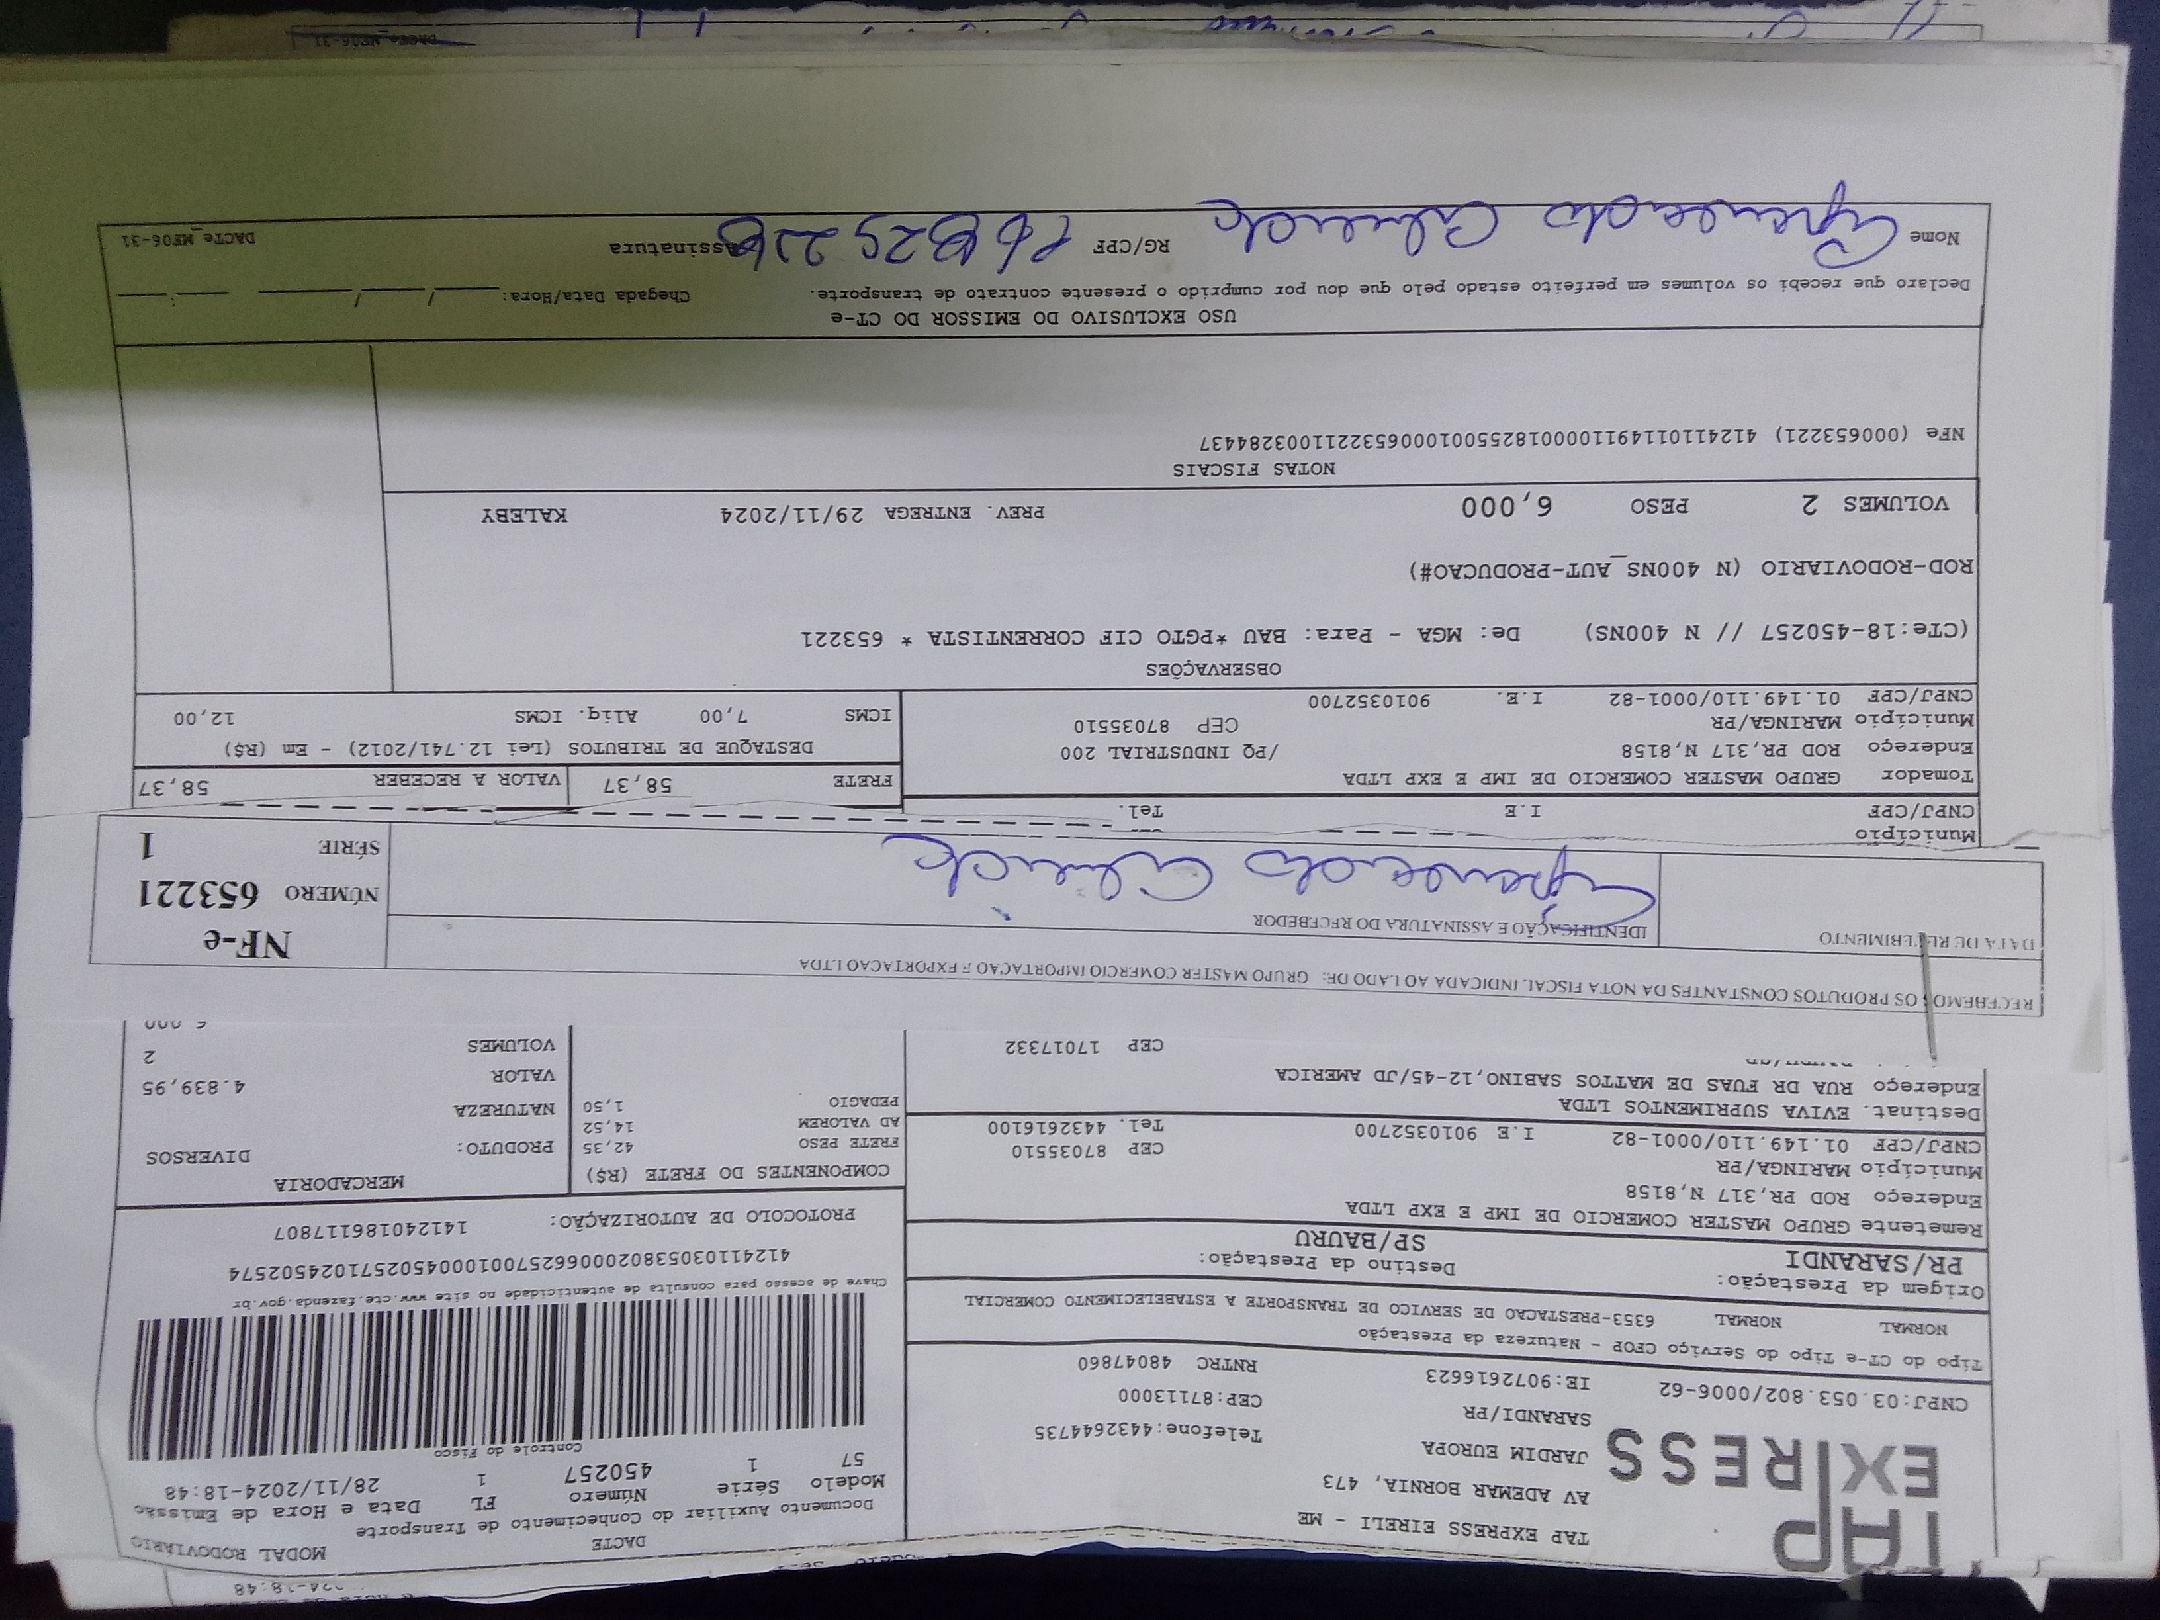 TAP
EXPRESS
TAP EXPRESS EIRELI - ME
AV ADEMAR BORNIA, 473
JARDIM EUROPA
SARANDI/PR
Telefone:4432644735
CEP:87113000
CNPJ:03.053.802/0006-62 IE:9072616623 RNTRC 48047860
DACTE MODAL RODOVIÁRIO
Documento Auxiliar do Conhecimento de Transporte
Modelo Série Número FL Data e Hora de Emissão
57 1 450257 1 28/11/2024-18:48
Controle do Fisco
Chave de acesso para consulta de autenticidade no site www.cte.fazenda.gov.br
41241103053802000662570010004502571024502574
PROTOCOLO DE AUTORIZAÇÃO: 141240186117807
Tipo do CT-e Tipo do Serviço CFOP - Natureza da Prestação
NORMAL NORMAL 6353-PRESTACAO DE SERVICO DE TRANSPORTE A ESTABELECIMENTO COMERCIAL
Origem da Prestação: Destino da Prestação:
PR/SARANDI SP/BAURU
Remetente GRUPO MASTER COMERCIO DE IMP E EXP LTDA
Endereço ROD PR,317 N,8158
Município MARINGA/PR CEP 87035510
CNPJ/CPF 01.149.110/0001-82 I.E 9010352700 Tel. 4432616100
Destinat. EVIVA SUPRIMENTOS LTDA
Endereço RUA DR FUAS DE MATTOS SABINO,12-45/JD AMERICA
CEP 17017332
COMPONENTES DO FRETE (R$)
FRETE PESO 42,35
AD VALOREM 14,52
PEDAGIO 1,50
MERCADORIA
PRODUTO: DIVERSOS
NATUREZA
VALOR 4.839,95
VOLUMES 2
RECEBEMOS OS PRODUTOS CONSTANTES DA NOTA FISCAL INDICADA AO LADO DE: GRUPO MASTER COMERCIO IMPORTACAO E EXPORTACAO LTDA
DATA DE RECEBIMENTO IDENTIFICAÇÃO E ASSINATURA DO RECEBEDOR
NF-e
NÚMERO 653221
SÉRIE 1
Município
CNPJ/CPF I.E Tel.
Tomador GRUPO MASTER COMERCIO DE IMP E EXP LTDA
Endereço ROD PR,317 N,8158 /PQ INDUSTRIAL 200
Município MARINGA/PR CEP 87035510
CNPJ/CPF 01.149.110/0001-82 I.E. 9010352700
FRETE 58,37 VALOR A RECEBER 58,37
DESTAQUE DE TRIBUTOS (Lei 12.741/2012) - Em (R$)
ICMS 7,00 Aliq. ICMS 12,00
OBSERVAÇÕES
(CTe:18-450257 // N 400NS) De: MGA - Para: BAU *PGTO CIF CORRENTISTA * 653221
ROD-RODOVIARIO (N 400NS_AUT-PRODUCAO#)
VOLUMES 2 PESO 6,000 PREV. ENTREGA 29/11/2024 KALEBY
NOTAS FISCAIS
NFe (000653221) 41241101149110000182550010006532211003284437
USO EXCLUSIVO DO EMISSOR DO CT-e
Declaro que recebi os volumes em perfeito estado pelo que dou por cumprido o presente contrato de transporte. Chegada Data/Hora: ___/___/___ __:__
Nome RG/CPF Assinatura
DACTe_MF06-31